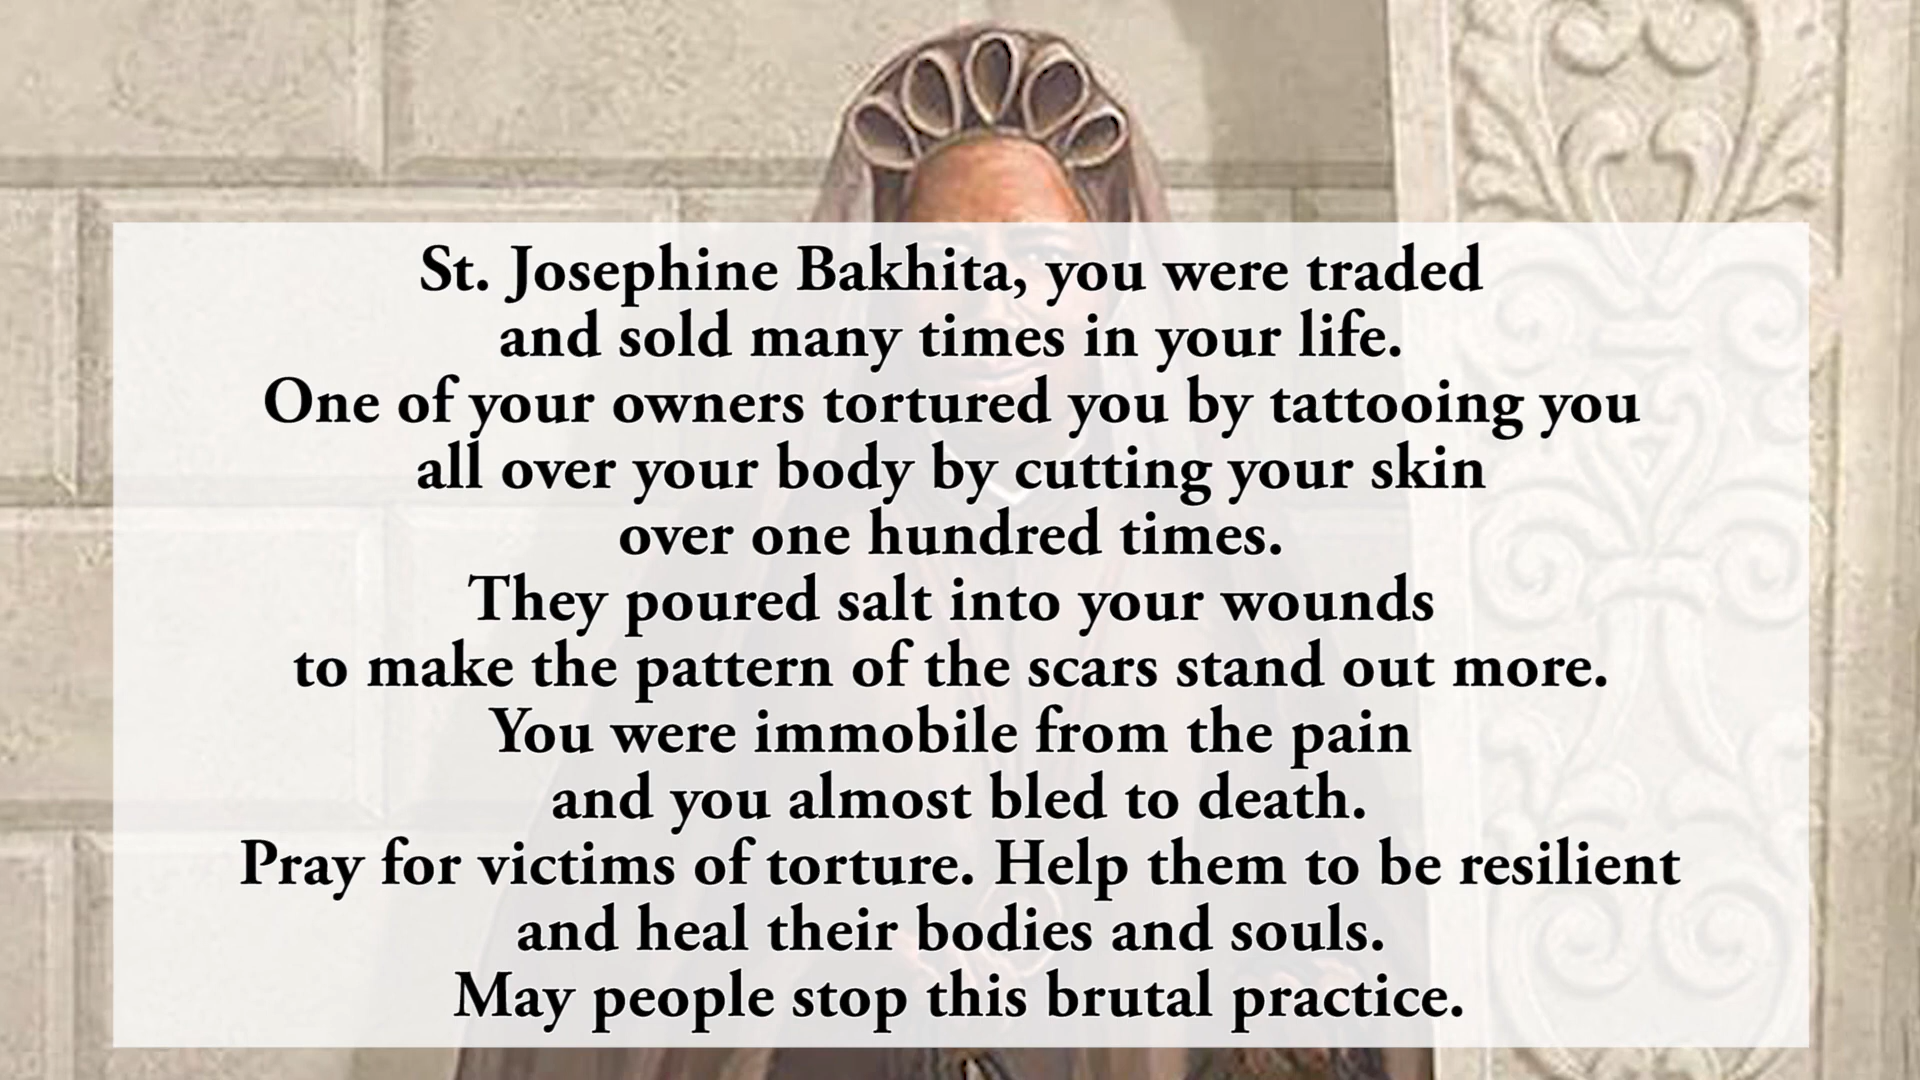 St. Josephine Bakhita, you were traded
and sold many times in your life.
One of your owners tortured you by tattooing you
all over your body by cutting your skin
over one hundred times.
They poured salt into your wounds
to make the pattern of the scars stand out more.
You were immobile from the pain
and you almost bled to death.
Pray for victims of torture. Help them to be resilient
and heal their bodies and souls.
May people stop this brutal practice.